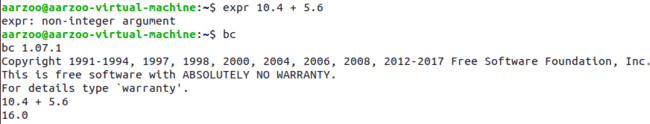 aarzoo@aarzoo-virtual-machine:~$ expr 10.4 + 5.6
expr: non-integer argument
aarzoo@aarzoo-virtual-machine:~$ bc
bc 1.07.1
Copyright 1991-1994, 1997, 1998, 2000, 2004, 2006, 2008, 2012-2017 Free Software Foundation, Inc.
This is free software with ABSOLUTELY NO WARRANTY.
For details type `warranty'.
10.4 + 5.6
16.0